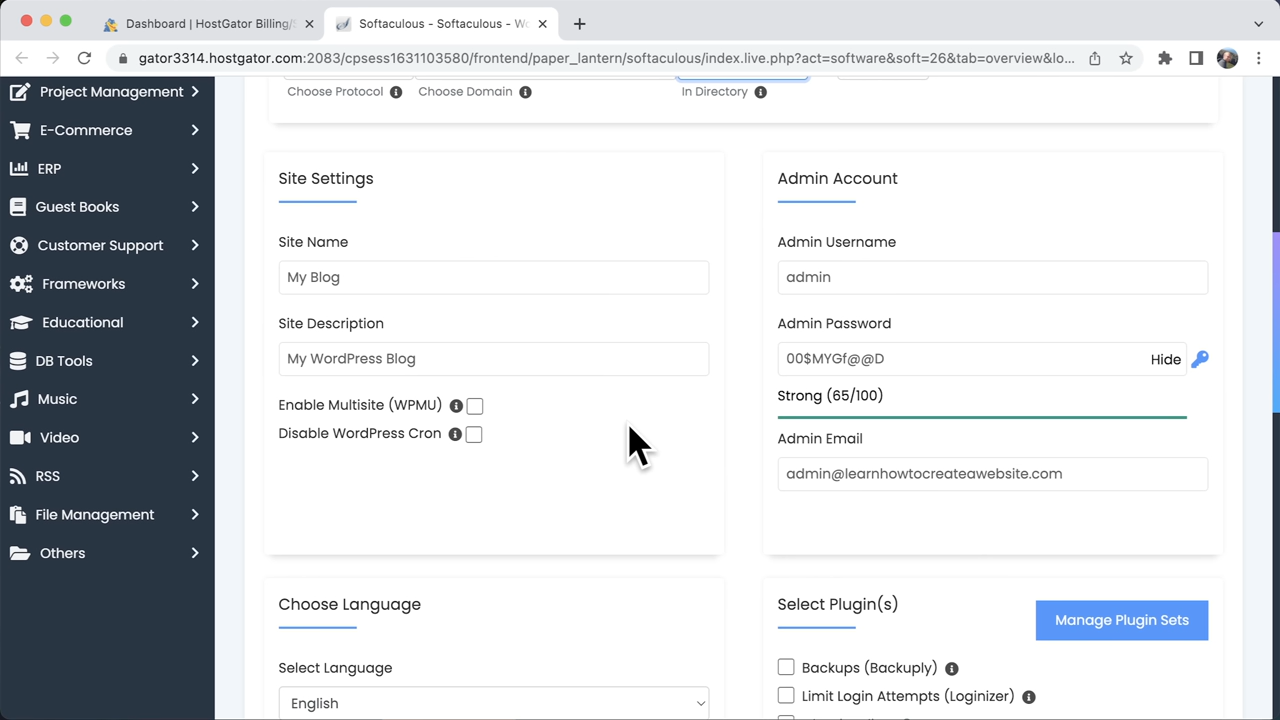 Dashboard | HostGator Billing/
Softaculous - Softaculous - Wo
gator3314.hostgator.com:2083/cpsess1631103580/frontend/paper_lantern/softaculous/index.live.php?act=software&soft=26&tab=overview&lo...
Project Management
E-Commerce
ERP
Guest Books
Customer Support
Frameworks
Educational
DB Tools
Music
Video
RSS
File Management
Others
Choose Protocol
Choose Domain
In Directory
Site Settings
Site Name
My Blog
Site Description
My WordPress Blog
Enable Multisite (WPMU)
Disable WordPress Cron
Admin Account
Admin Username
admin
Admin Password
00$MYGf@@D
Hide
Strong (65/100)
Admin Email
admin@learnhowtocreateawebsite.com
Choose Language
Select Language
English
Select Plugin(s)
Manage Plugin Sets
Backups (Backuply)
Limit Login Attempts (Loginizer)